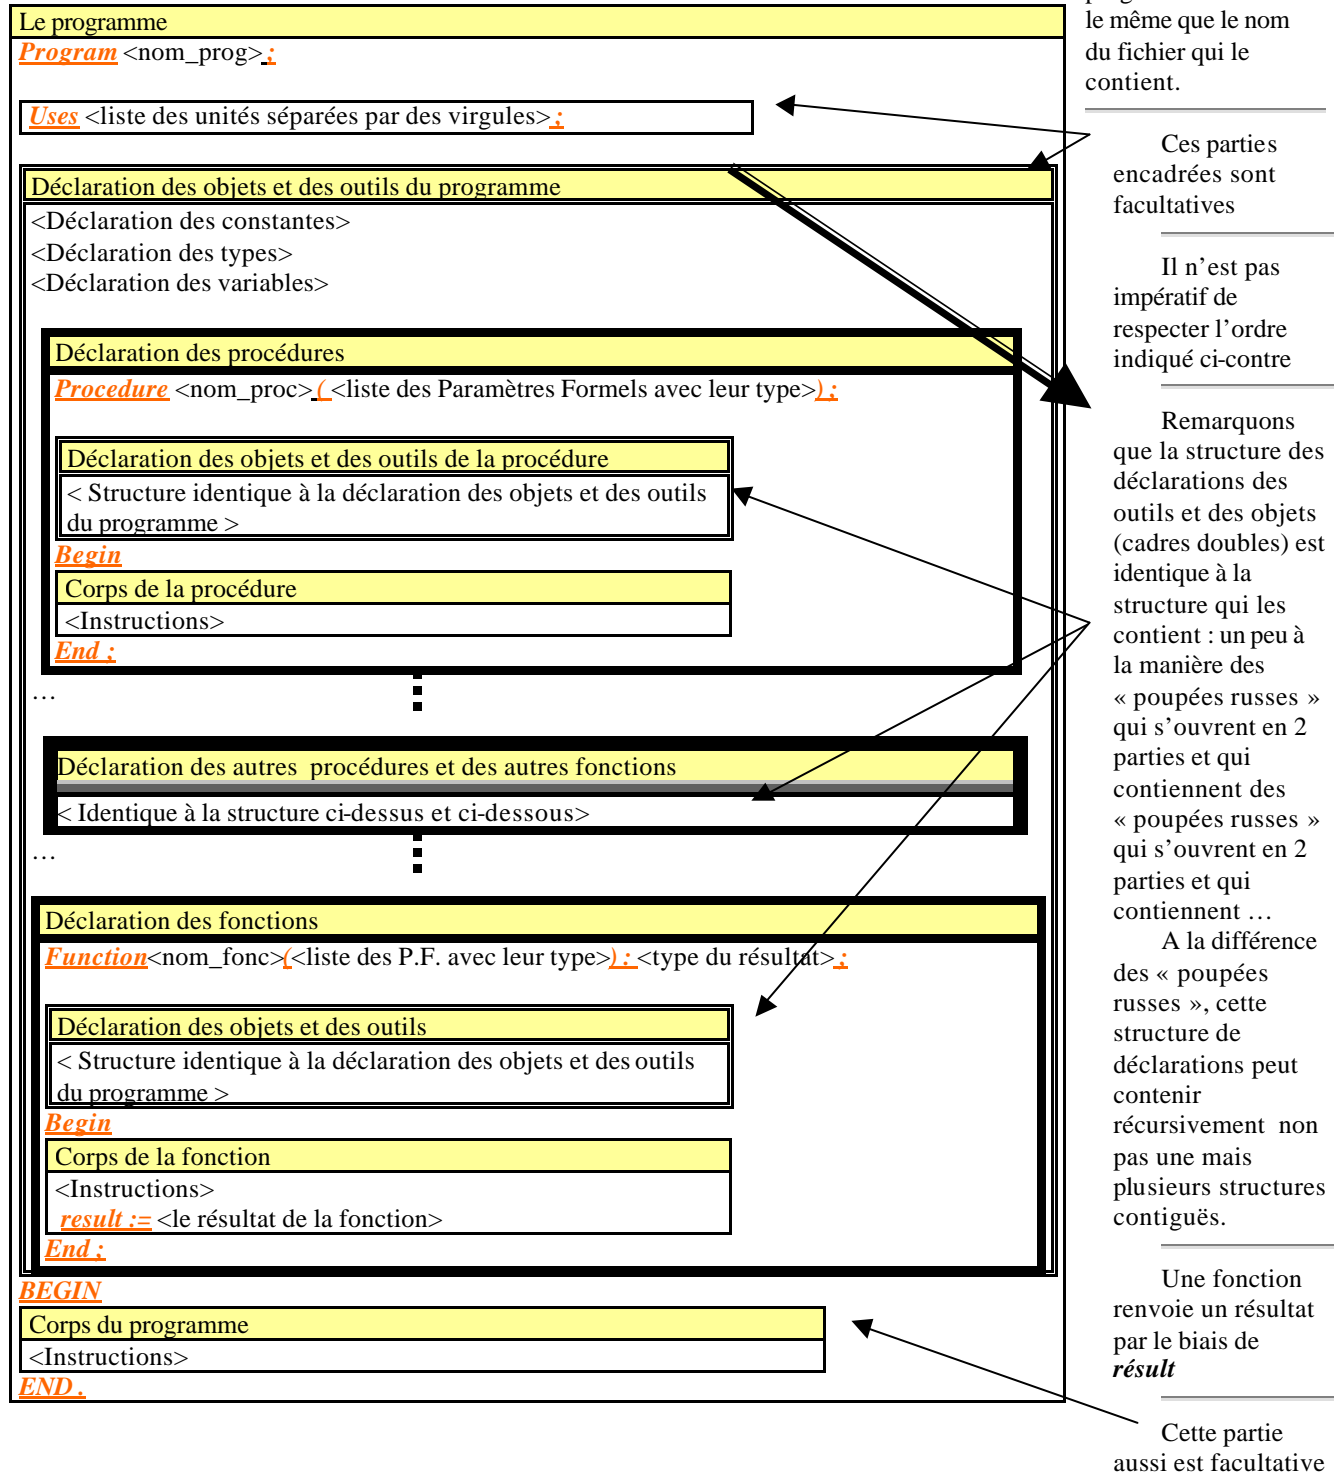 Le programme
Program <nom_prog> ;
Uses <liste des unités séparées par des virgules> ;
Déclaration des objets et des outils du programme
<Déclaration des constantes>
<Déclaration des types>
<Déclaration des variables>
Déclaration des procédures
Procedure <nom_proc> ( <liste des Paramètres Formels avec leur type>) ;
Déclaration des objets et des outils de la procédure
< Structure identique à la déclaration des objets et des outils
du programme >
Begin
Corps de la procédure
<Instructions>
End ;
…
Déclaration des autres procédures et des autres fonctions
< Identique à la structure ci-dessus et ci-dessous>
…
Déclaration des fonctions
Function<nom_fonc>(<liste des P.F. avec leur type>) : <type du résultat> ;
Déclaration des objets et des outils
< Structure identique à la déclaration des objets et des outils
du programme >
Begin
Corps de la fonction
<Instructions>
result := <le résultat de la fonction>
End ;
BEGIN
Corps du programme
<Instructions>
END .
le même que le nom
du fichier qui le
contient.
Ces parties
encadrées sont
facultatives
Il n’est pas
impératif de
respecter l’ordre
indiqué ci-contre
Remarquons
que la structure des
déclarations des
outils et des objets
(cadres doubles) est
identique à la
structure qui les
contient : un peu à
la manière des
« poupées russes »
qui s’ouvrent en 2
parties et qui
contiennent des
« poupées russes »
qui s’ouvrent en 2
parties et qui
contiennent …
A la différence
des « poupées
russes », cette
structure de
déclarations peut
contenir
récursivement non
pas une mais
plusieurs structures
contiguës.
Une fonction
renvoie un résultat
par le biais de
résult
Cette partie
aussi est facultative